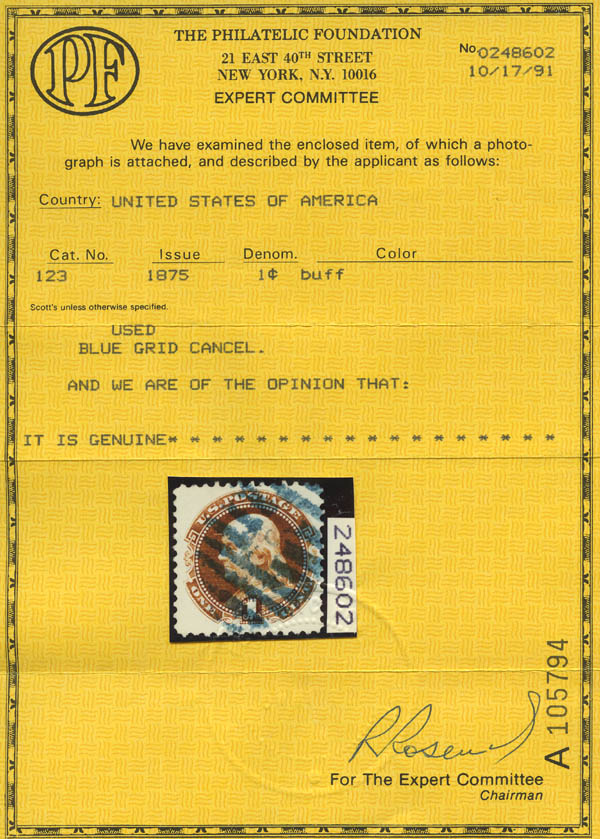 PF
THE PHILATELIC FOUNDATION
21 EAST 40TH STREET
NEW YORK, N.Y. 10016
EXPERT COMMITTEE
No. 0248602
10/17/91
We have examined the enclosed item, of which a photo-
graph is attached, and described by the applicant as follows:
Country: UNITED STATES OF AMERICA
Cat. No. Issue Denom. Color
123 1875 1¢ buff
Scott's unless otherwise specified.
USED
BLUE GRID CANCEL.
AND WE ARE OF THE OPINION THAT:
IT IS GENUINE* * * * * * * * * * * * * * * * * *
U.S. POSTAGE
ONE CENT
1
248602
A 105794
For The Expert Committee
Chairman